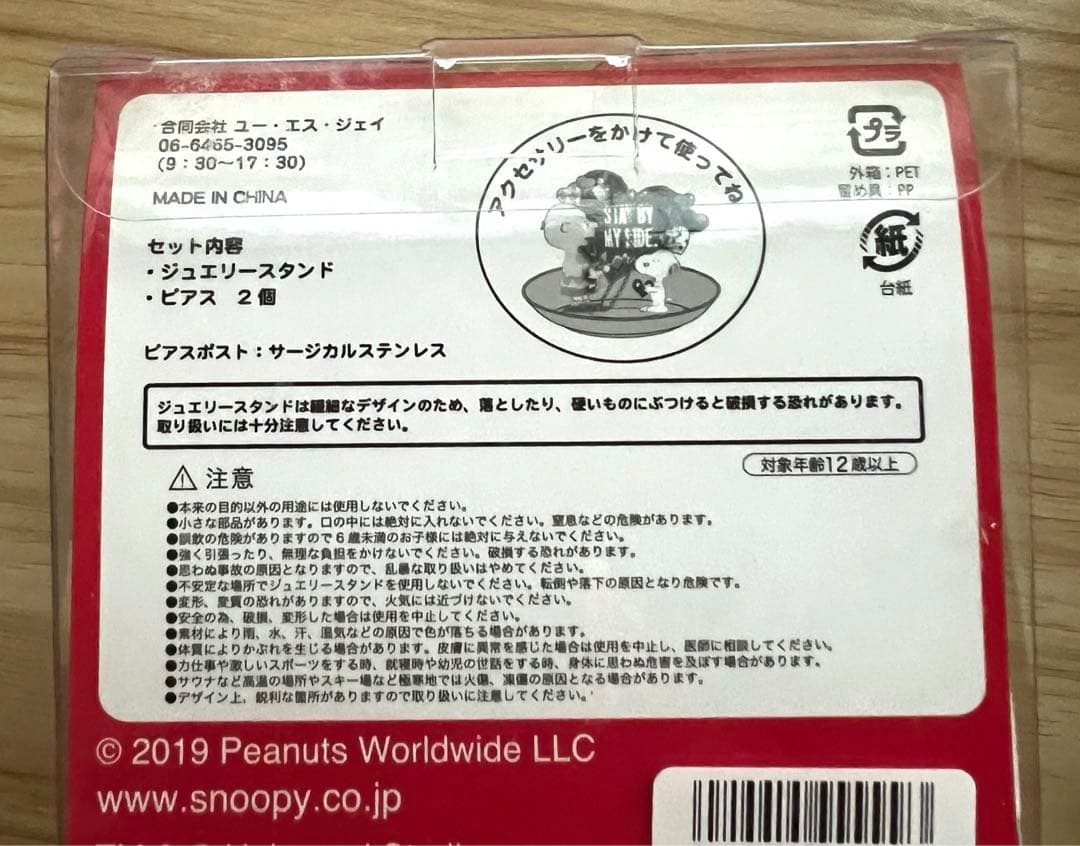 合同会社 ユー・エス・ジェイ
06-6465-3095
(9:30～17:30)
MADE IN CHINA
セット内容
・ジュエリースタンド
・ピアス 2個
ピアスポスト：サージカルステンレス
アクセサリーをかけて使ってね
STAY BY
MY SIDE.
プラ
外箱：PET
留め具：PP
紙
台紙
ジュエリースタンドは繊細なデザインのため、落としたり、硬いものにぶつけると破損する恐れがあります。
取り扱いには十分注意してください。
注意
対象年齢12歳以上
●本来の目的以外の用途には使用しないでください。
●小さな部品があります。口の中には絶対に入れないでください。窒息などの危険があります。
●誤飲の危険がありますので6歳未満のお子様には絶対に与えないでください。
●強く引張ったり、無理な負担をかけないでください。破損する恐れがあります。
●思わぬ事故の原因となりますので、乱暴な取り扱いはやめてください。
●不安定な場所でジュエリースタンドを使用しないでください。転倒や落下の原因となり危険です。
●変形、変質の恐れがありますので、火気には近づけないでください。
●安全の為、破損、変形した場合は使用を中止してください。
●素材により雨、水、汗、湿気などの原因で色が落ちる場合があります。
●体質によりかぶれを生じる場合があります。皮膚に異常を感じた場合は使用を中止し、医師に相談してください。
●力仕事や激しいスポーツをする時、就寝時や幼児の世話をする時、身体に思わぬ危害を及ぼす場合があります。
●サウナなど高温の場所やスキー場など極寒地では火傷、凍傷の原因となる場合があります。
●デザイン上、鋭利な箇所がありますので取り扱いに注意してください。
© 2019 Peanuts Worldwide LLC
www.snoopy.co.jp